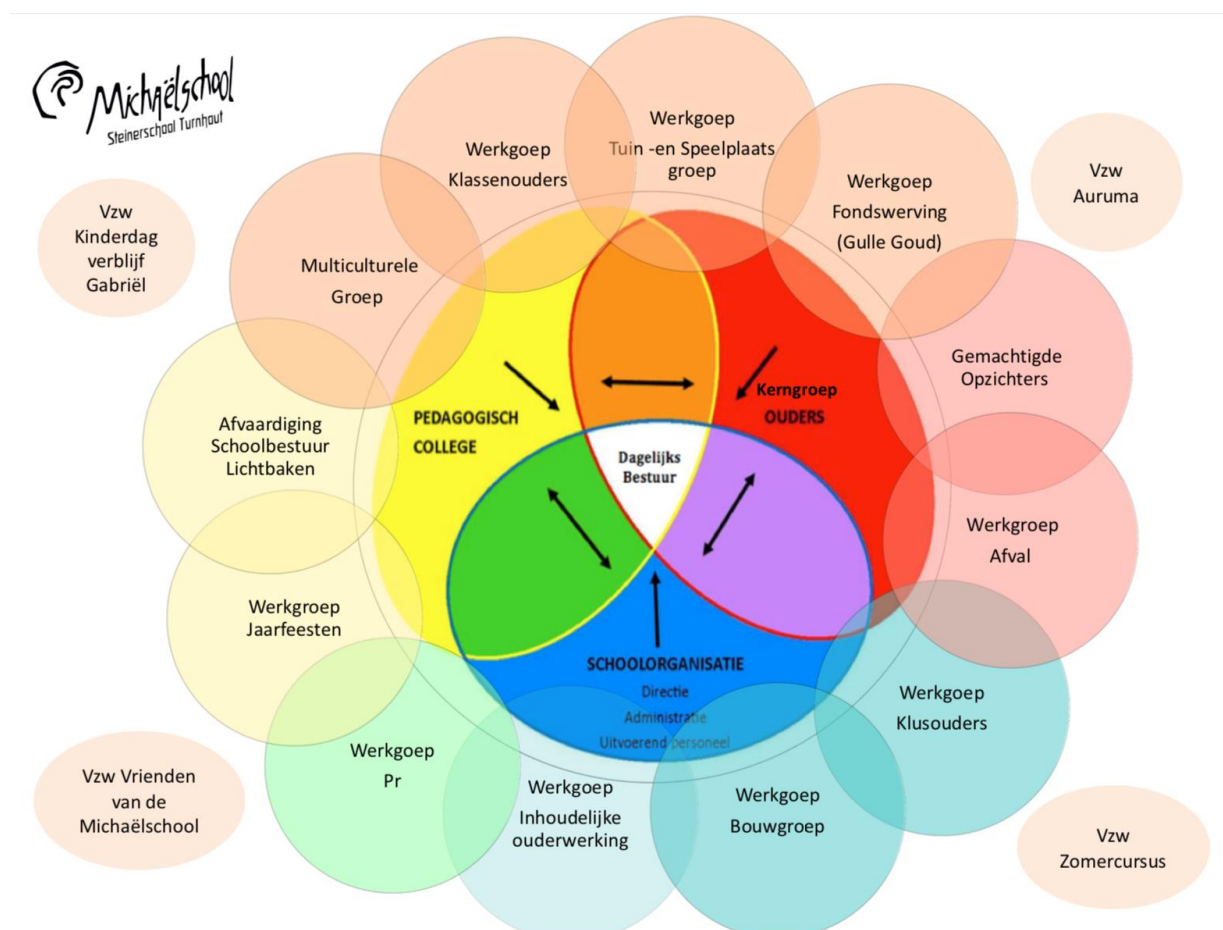 Michaëlschool
Steinerschool Turnhout
Werkgoep
Tuin -en Speelplaats
groep
Werkgoep
Klassenouders
Werkgoep
Fondswerving
(Gulle Goud)
Vzw
Auruma
Vzw
Kinderdag
verblijf
Gabriël
Multiculturele
Groep
Gemachtigde
Opzichters
Kerngroep
OUDERS
PEDAGOGISCH
COLLEGE
Afvaardiging
Schoolbestuur
Lichtbaken
Dagelijks
Bestuur
Werkgroep
Afval
Werkgroep
Jaarfeesten
SCHOOLORGANISATIE
Directie
Administratie
Uitvoerend personeel
Werkgoep
Klusouders
Werkgoep
Pr
Werkgoep
Inhoudelijke
ouderwerking
Werkgoep
Bouwgroep
Vzw Vrienden
van de
Michaëlschool
Vzw
Zomercursus